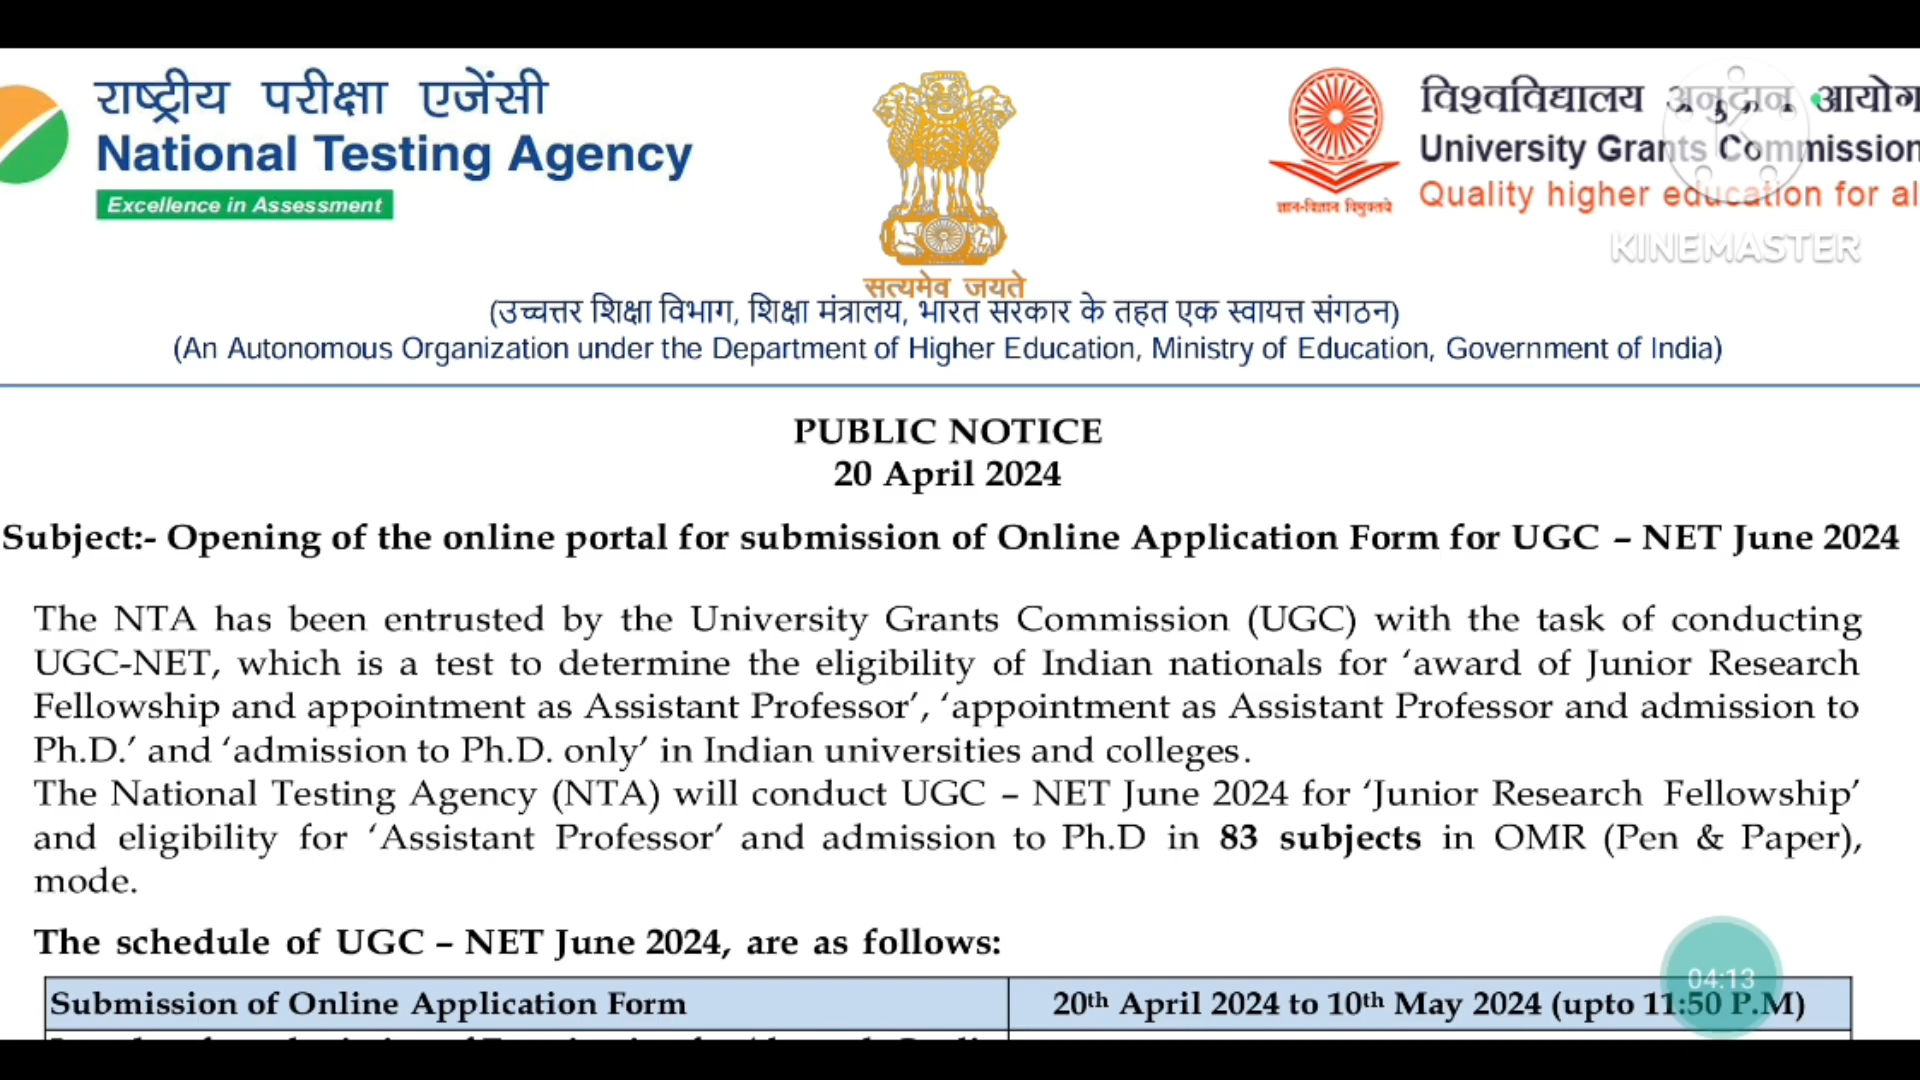 राष्ट्रीय परीक्षा एजेंसी
National Testing Agency
Excellence in Assessment
सत्यमेव जयते
ज्ञान-विज्ञान विमुक्तये
विश्वविद्यालय अनुदान आयोग
University Grants Commission
Quality higher education for al
KINEMASTER
(उच्चत्तर शिक्षा विभाग, शिक्षा मंत्रालय, भारत सरकार के तहत एक स्वायत्त संगठन)
(An Autonomous Organization under the Department of Higher Education, Ministry of Education, Government of India)
PUBLIC NOTICE
20 April 2024
Subject:- Opening of the online portal for submission of Online Application Form for UGC – NET June 2024
The NTA has been entrusted by the University Grants Commission (UGC) with the task of conducting
UGC-NET, which is a test to determine the eligibility of Indian nationals for ‘award of Junior Research
Fellowship and appointment as Assistant Professor’, ‘appointment as Assistant Professor and admission to
Ph.D.’ and ‘admission to Ph.D. only’ in Indian universities and colleges.
The National Testing Agency (NTA) will conduct UGC – NET June 2024 for ‘Junior Research Fellowship’
and eligibility for ‘Assistant Professor’ and admission to Ph.D in 83 subjects in OMR (Pen & Paper),
mode.
The schedule of UGC – NET June 2024, are as follows:
04:13
Submission of Online Application Form 20th April 2024 to 10th May 2024 (upto 11:50 P.M)